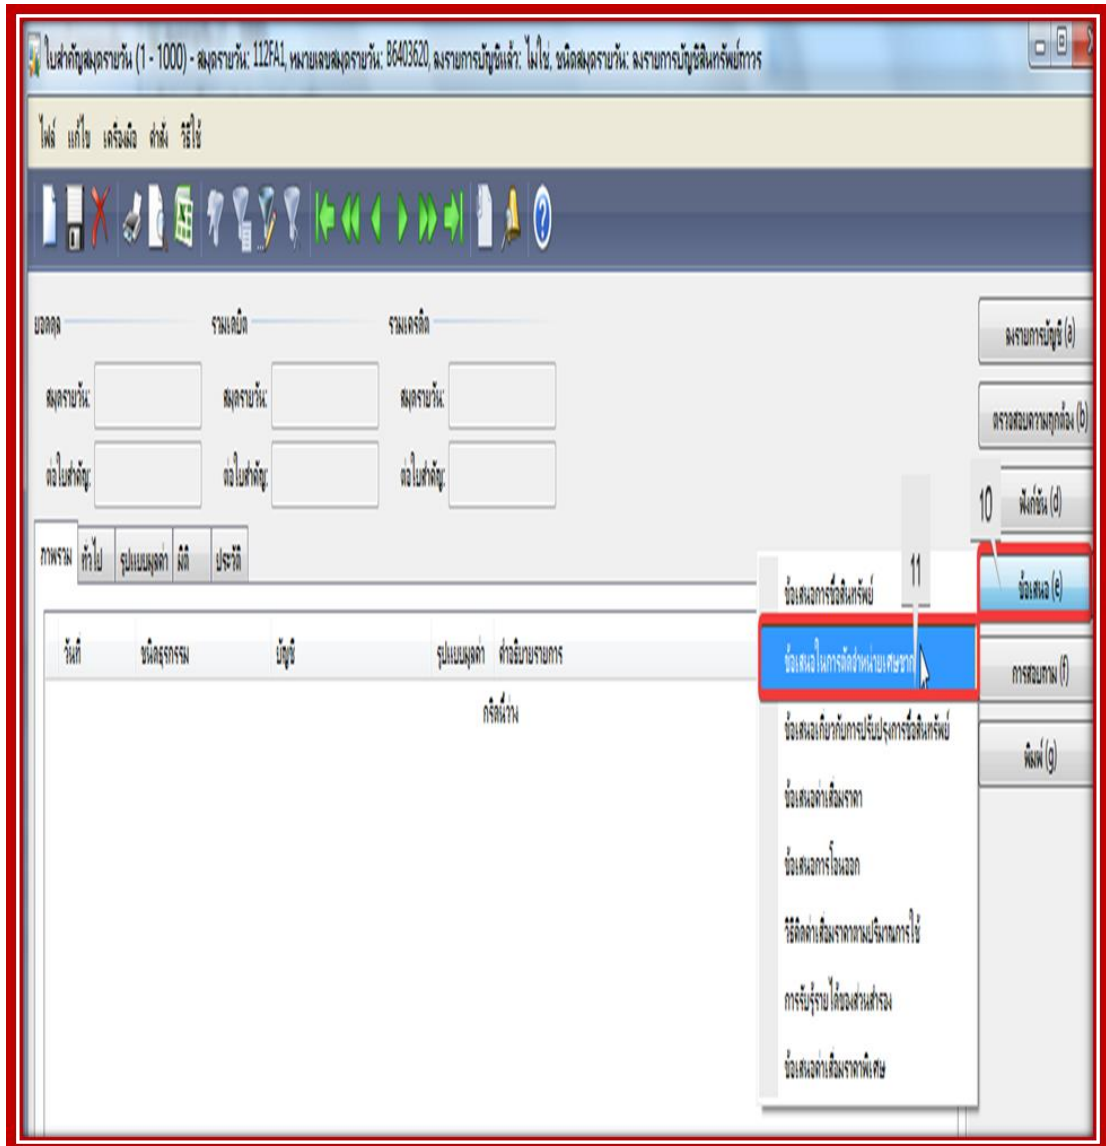 ใบสำคัญสมุดรายวัน (1 - 1000) - สมุดรายวัน: 112FA1, หมายเลขสมุดรายวัน: B6403620, ลงรายการบัญชีแล้ว: ไม่ใช่, ชนิดสมุดรายวัน: ลงรายการบัญชีสินทรัพย์ถาวร
ไฟล์ แก้ไข เครื่องมือ คำสั่ง วิธีใช้
ยอดดุล รวมเดบิต รวมเครดิต
สมุดรายวัน: สมุดรายวัน: สมุดรายวัน:
ต่อใบสำคัญ: ต่อใบสำคัญ: ต่อใบสำคัญ:
ภาพรวม ทั่วไป รูปแบบมูลค่า มิติ ประวัติ
วันที่ ชนิดธุรกรรม บัญชี รูปแบบมูลค่า คำอธิบายรายการ
กริดนี้ว่าง
ลงรายการบัญชี (a)
ตรวจสอบความถูกต้อง (b)
10 ฟังก์ชัน (d)
ข้อเสนอ (e)
การสอบถาม (f)
พิมพ์ (g)
11
ข้อเสนอการซื้อสินทรัพย์
ข้อเสนอในการตัดจำหน่ายเศษซาก
ข้อเสนอเกี่ยวกับการปรับปรุงการซื้อสินทรัพย์
ข้อเสนอค่าเสื่อมราคา
ข้อเสนอการโอนออก
วิธีคิดค่าเสื่อมราคาตามปริมาณการใช้
การรับรู้รายได้ของส่วนสำรอง
ข้อเสนอค่าเสื่อมราคาพิเศษ